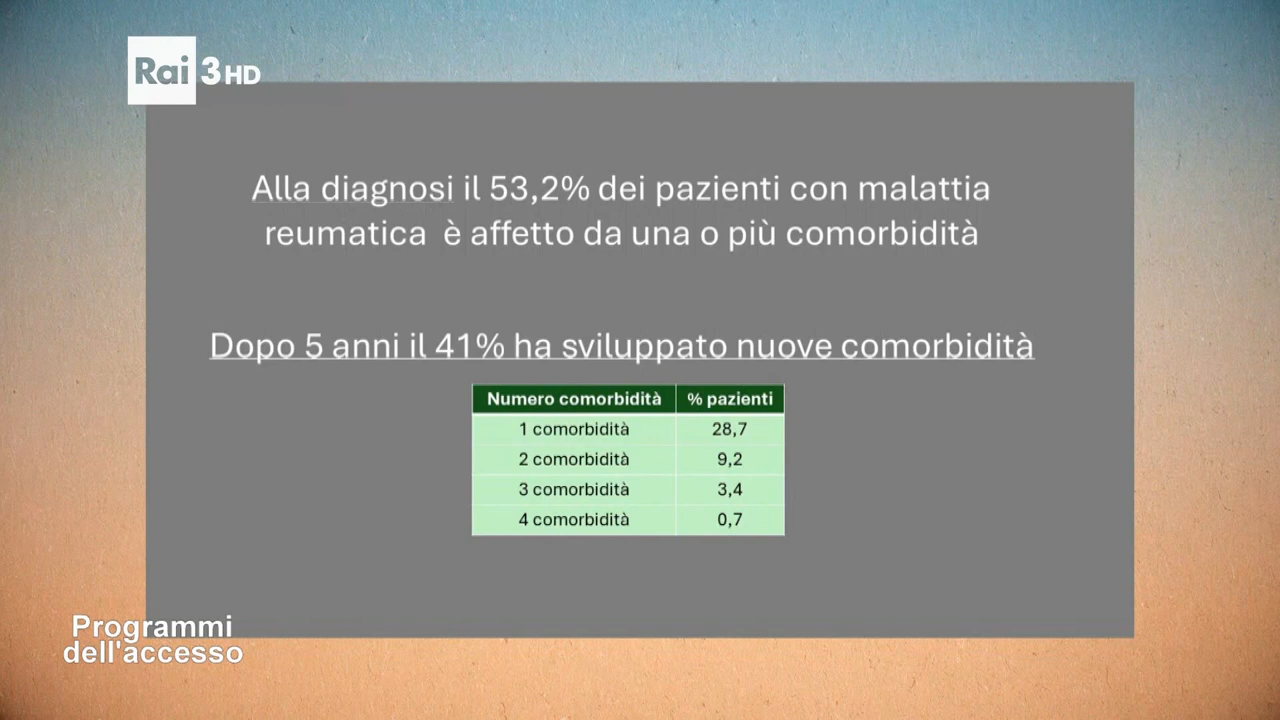 Rai 3 HD
Alla diagnosi il 53,2% dei pazienti con malattia
reumatica è affetto da una o più comorbidità
Dopo 5 anni il 41% ha sviluppato nuove comorbidità
Numero comorbidità % pazienti
1 comorbidità 28,7
2 comorbidità 9,2
3 comorbidità 3,4
4 comorbidità 0,7
Programmi
dell'accesso